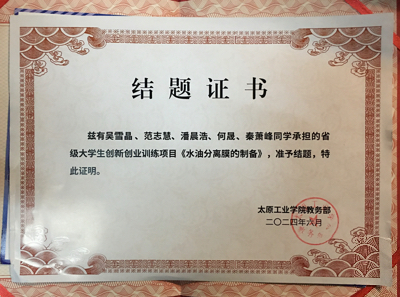 结题证书
兹有吴雪晶、范志慧、潘晨浩、何晟、秦萧峰同学承担的省
级大学生创新创业训练项目《水油分离膜的制备》，准予结题，特
此证明。
太原工业学院教务部
二〇二四年六月